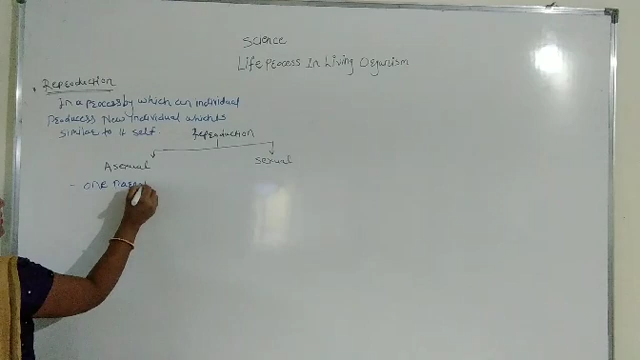 Science
Life Process In Living Organism
Reproduction
In a process by which an individual
Produces New individual which is
similar to it self.
Reproduction
Asexual
sexual
- one